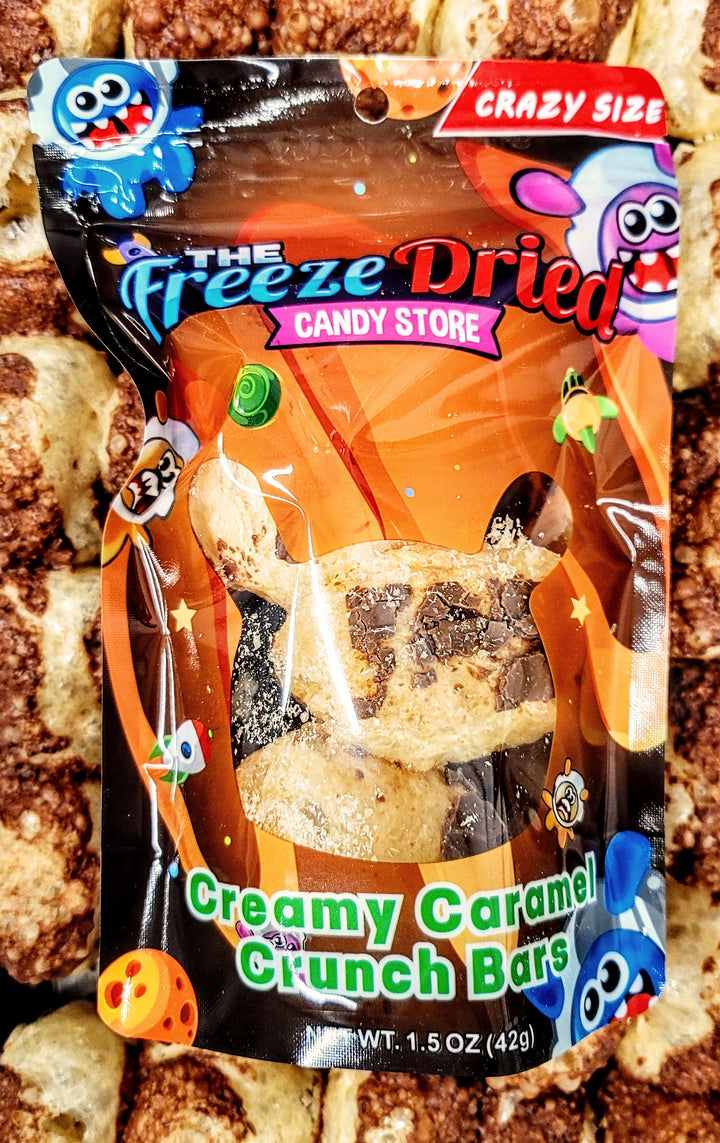 CRAZY SIZE
THE
Freeze Dried
CANDY STORE
Creamy Caramel
Crunch Bars
NET WT. 1.5 OZ (42g)